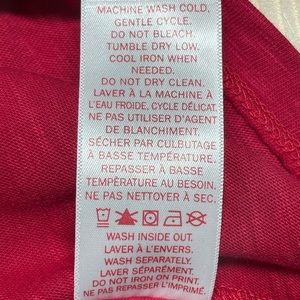 MACHINE WASH COLD,
GENTLE CYCLE.
DO NOT BLEACH.
TUMBLE DRY LOW.
COOL IRON WHEN
NEEDED.
DO NOT DRY CLEAN.
LAVER À LA MACHINE À
L'EAU FROIDE, CYCLE DÉLICAT.
NE PAS UTILISER D'AGENT
DE BLANCHIMENT.
SÉCHER PAR CULBUTAGE
À BASSE TEMPÉRATURE.
REPASSER À BASSE
TEMPÉRATURE AU BESOIN.
NE PAS NETTOYER À SEC.
WASH INSIDE OUT.
LAVER À L'ENVERS.
WASH SEPARATELY.
LAVER SÉPARÉMENT.
DO NOT IRON ON PRINT.
NE PAS REPASSER L'IMPRIMÉ.